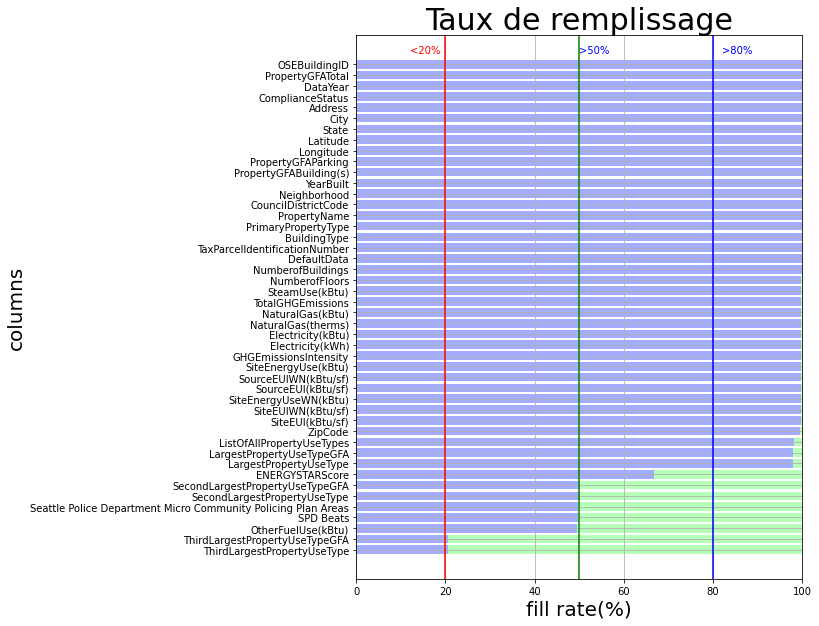 Taux de remplissage
<20% >50% >80%
OSEBuildingID
PropertyGFATotal
DataYear
ComplianceStatus
Address
City
State
Latitude
Longitude
PropertyGFAParking
PropertyGFABuilding(s)
YearBuilt
Neighborhood
CouncilDistrictCode
PropertyName
PrimaryPropertyType
BuildingType
TaxParcelIdentificationNumber
DefaultData
NumberofBuildings
NumberofFloors
SteamUse(kBtu)
TotalGHGEmissions
NaturalGas(kBtu)
NaturalGas(therms)
Electricity(kBtu)
Electricity(kWh)
GHGEmissionsIntensity
SiteEnergyUse(kBtu)
SourceEUIWN(kBtu/sf)
SourceEUI(kBtu/sf)
SiteEnergyUseWN(kBtu)
SiteEUIWN(kBtu/sf)
SiteEUI(kBtu/sf)
ZipCode
ListOfAllPropertyUseTypes
LargestPropertyUseTypeGFA
LargestPropertyUseType
ENERGYSTARScore
SecondLargestPropertyUseTypeGFA
SecondLargestPropertyUseType
Seattle Police Department Micro Community Policing Plan Areas
SPD Beats
OtherFuelUse(kBtu)
ThirdLargestPropertyUseTypeGFA
ThirdLargestPropertyUseType
columns
0 20 40 60 80 100
fill rate(%)